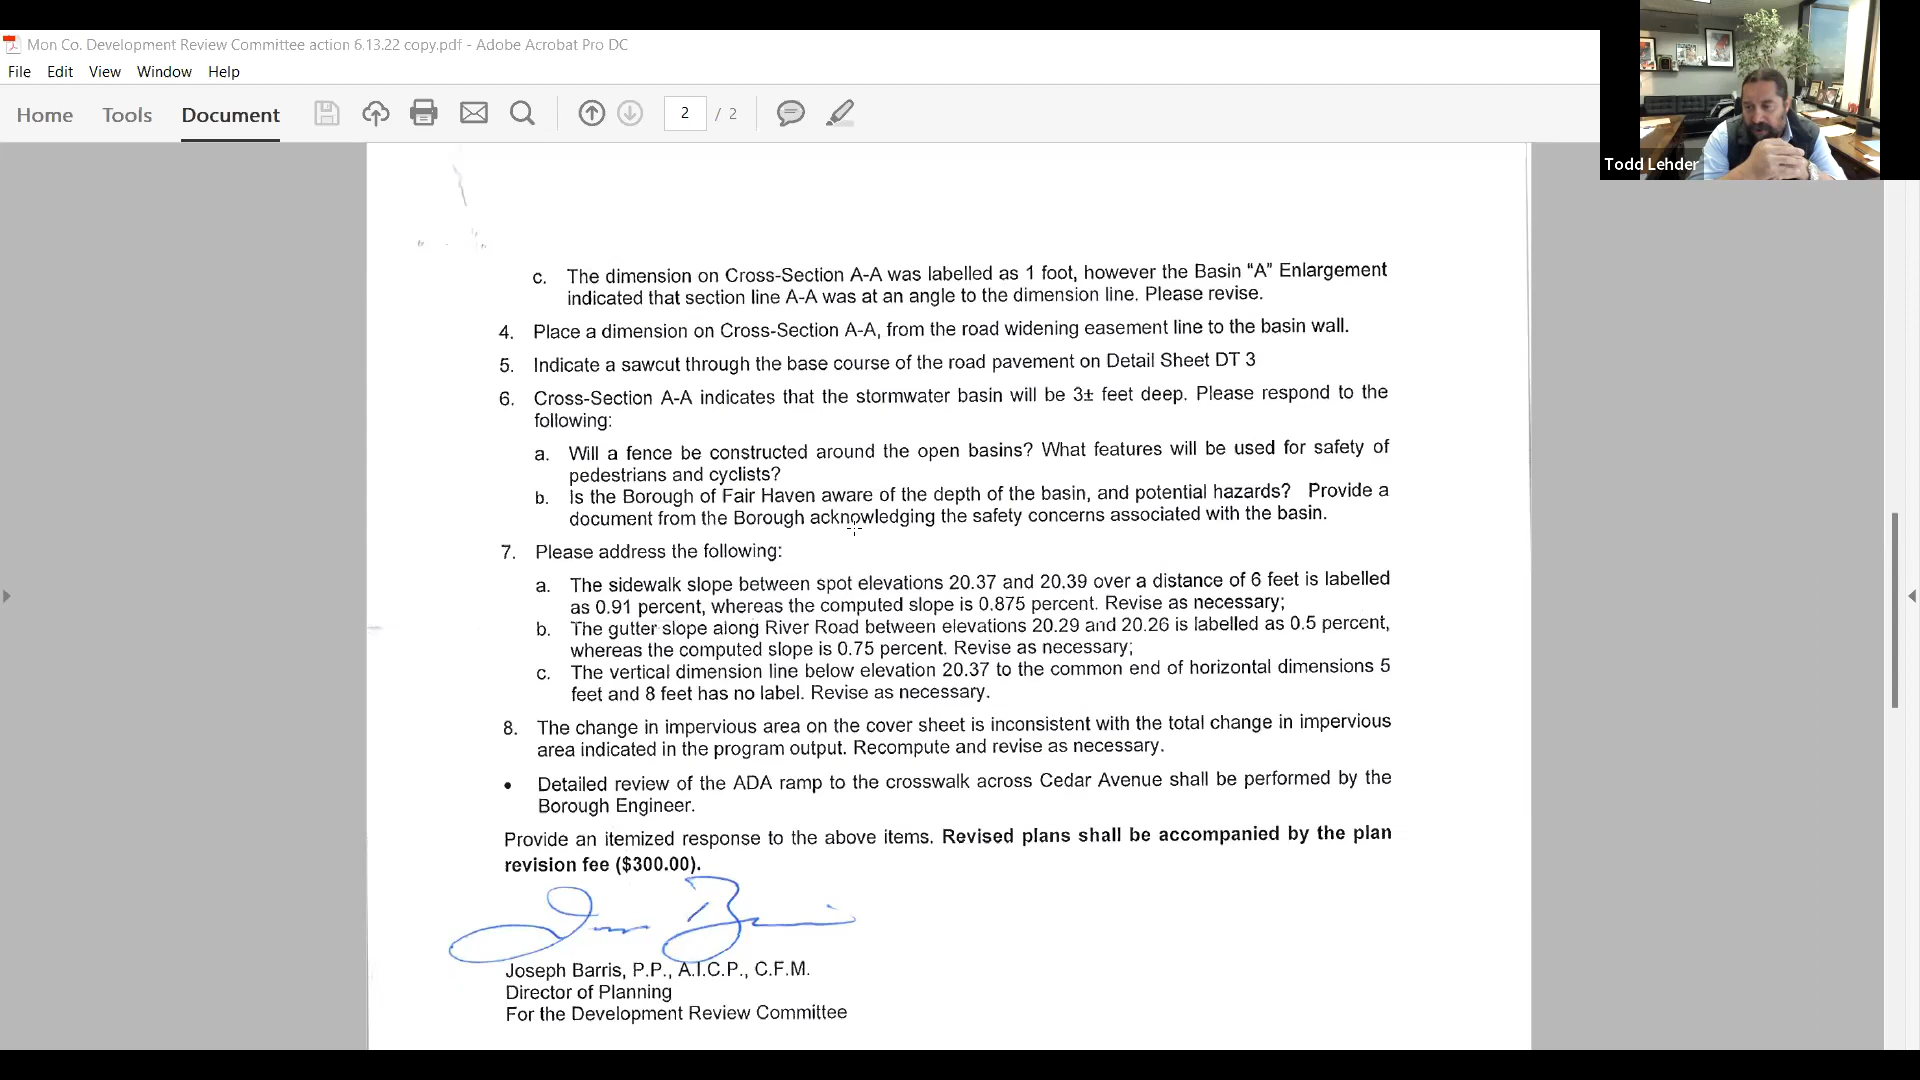 Mon Co. Development Review Committee action 6.13.22 copy.pdf - Adobe Acrobat Pro DC
File Edit View Window Help
Home Tools Document 2 / 2
Todd Lehder
c. The dimension on Cross-Section A-A was labelled as 1 foot, however the Basin “A” Enlargement
indicated that section line A-A was at an angle to the dimension line. Please revise.
4. Place a dimension on Cross-Section A-A, from the road widening easement line to the basin wall.
5. Indicate a sawcut through the base course of the road pavement on Detail Sheet DT 3
6. Cross-Section A-A indicates that the stormwater basin will be 3± feet deep. Please respond to the
following:
a. Will a fence be constructed around the open basins? What features will be used for safety of
pedestrians and cyclists?
b. Is the Borough of Fair Haven aware of the depth of the basin, and potential hazards? Provide a
document from the Borough acknowledging the safety concerns associated with the basin.
7. Please address the following:
a. The sidewalk slope between spot elevations 20.37 and 20.39 over a distance of 6 feet is labelled
as 0.91 percent, whereas the computed slope is 0.875 percent. Revise as necessary;
b. The gutter slope along River Road between elevations 20.29 and 20.26 is labelled as 0.5 percent,
whereas the computed slope is 0.75 percent. Revise as necessary;
c. The vertical dimension line below elevation 20.37 to the common end of horizontal dimensions 5
feet and 8 feet has no label. Revise as necessary.
8. The change in impervious area on the cover sheet is inconsistent with the total change in impervious
area indicated in the program output. Recompute and revise as necessary.
• Detailed review of the ADA ramp to the crosswalk across Cedar Avenue shall be performed by the
Borough Engineer.
Provide an itemized response to the above items. Revised plans shall be accompanied by the plan
revision fee ($300.00).
Joseph Barris, P.P., A.I.C.P., C.F.M.
Director of Planning
For the Development Review Committee